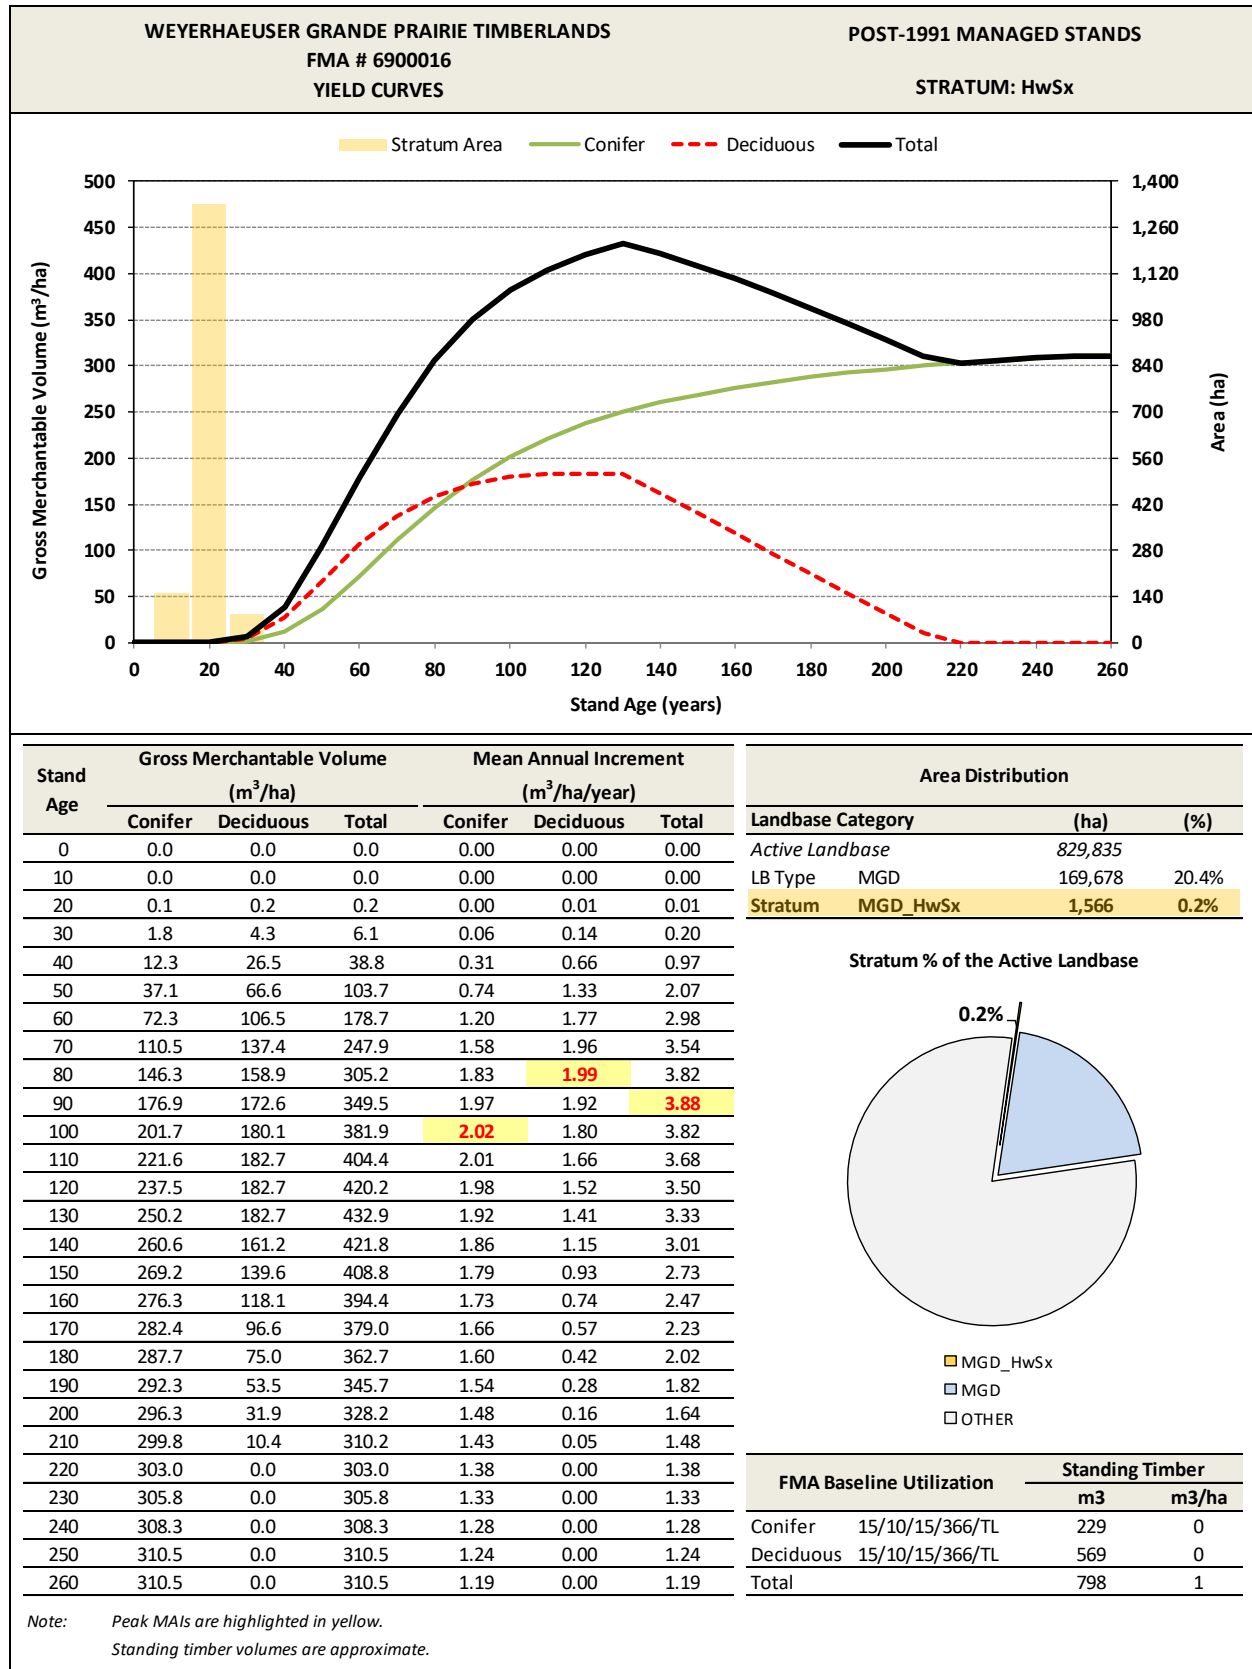 WEYERHAEUSER GRANDE PRAIRIE TIMBERLANDS
FMA # 6900016
YIELD CURVES
POST-1991 MANAGED STANDS
STRATUM: HwSx
Stratum Area Conifer Deciduous Total
500
450
400
350
300
250
200
150
100
50
0
Gross Merchantable Volume (m³/ha)
1,400
1,260
1,120
980
840
700
560
420
280
140
0
Area (ha)
0 20 40 60 80 100 120 140 160 180 200 220 240 260
Stand Age (years)
Stand Age
Gross Merchantable Volume (m³/ha)
Mean Annual Increment (m³/ha/year)
Conifer Deciduous Total Conifer Deciduous Total
0 0.0 0.0 0.0 0.00 0.00 0.00
10 0.0 0.0 0.0 0.00 0.00 0.00
20 0.1 0.2 0.2 0.00 0.01 0.01
30 1.8 4.3 6.1 0.06 0.14 0.20
40 12.3 26.5 38.8 0.31 0.66 0.97
50 37.1 66.6 103.7 0.74 1.33 2.07
60 72.3 106.5 178.7 1.20 1.77 2.98
70 110.5 137.4 247.9 1.58 1.96 3.54
80 146.3 158.9 305.2 1.83 1.99 3.82
90 176.9 172.6 349.5 1.97 1.92 3.88
100 201.7 180.1 381.9 2.02 1.80 3.82
110 221.6 182.7 404.4 2.01 1.66 3.68
120 237.5 182.7 420.2 1.98 1.52 3.50
130 250.2 182.7 432.9 1.92 1.41 3.33
140 260.6 161.2 421.8 1.86 1.15 3.01
150 269.2 139.6 408.8 1.79 0.93 2.73
160 276.3 118.1 394.4 1.73 0.74 2.47
170 282.4 96.6 379.0 1.66 0.57 2.23
180 287.7 75.0 362.7 1.60 0.42 2.02
190 292.3 53.5 345.7 1.54 0.28 1.82
200 296.3 31.9 328.2 1.48 0.16 1.64
210 299.8 10.4 310.2 1.43 0.05 1.48
220 303.0 0.0 303.0 1.38 0.00 1.38
230 305.8 0.0 305.8 1.33 0.00 1.33
240 308.3 0.0 308.3 1.28 0.00 1.28
250 310.5 0.0 310.5 1.24 0.00 1.24
260 310.5 0.0 310.5 1.19 0.00 1.19
Area Distribution
Landbase Category (ha) (%)
Active Landbase 829,835
LB Type MGD 169,678 20.4%
Stratum MGD_HwSx 1,566 0.2%
Stratum % of the Active Landbase
0.2%
MGD_HwSx
MGD
OTHER
FMA Baseline Utilization Standing Timber
m3 m3/ha
Conifer 15/10/15/366/TL 229 0
Deciduous 15/10/15/366/TL 569 0
Total 798 1
Note: Peak MAIs are highlighted in yellow.
Standing timber volumes are approximate.